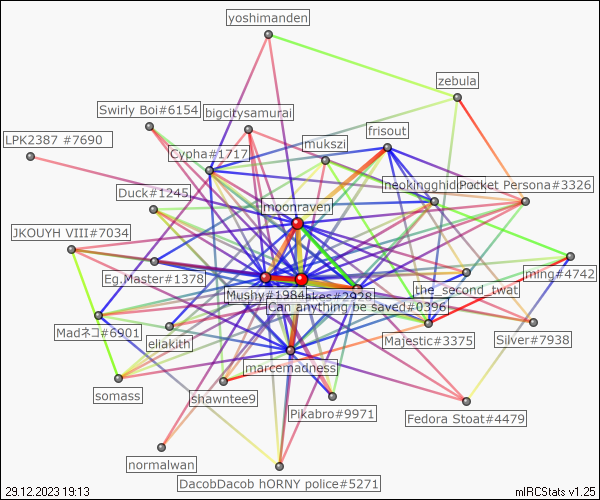 yoshimanden
zebula
Swirly Boi#6154
bigcitysamurai
LPK2387 #7690
Cypha#1717
mukszi
frisout
Duck#1245
neokingghid
Pocket Persona#3326
moonraven
JKOUYH VIII#7034
Eg.Master#1378
ming#4742
Mushy#1984
akes#2928
the_second_twat
Can anything be saved#0396
Madネコ#6901
eliakith
Majestic#3375
Silver#7938
marcemadness
somass
shawntee9
Pikabro#9971
Fedora Stoat#4479
normalwan
DacobDacob hORNY police#5271
29.12.2023 19:13
mIRCStats v1.25